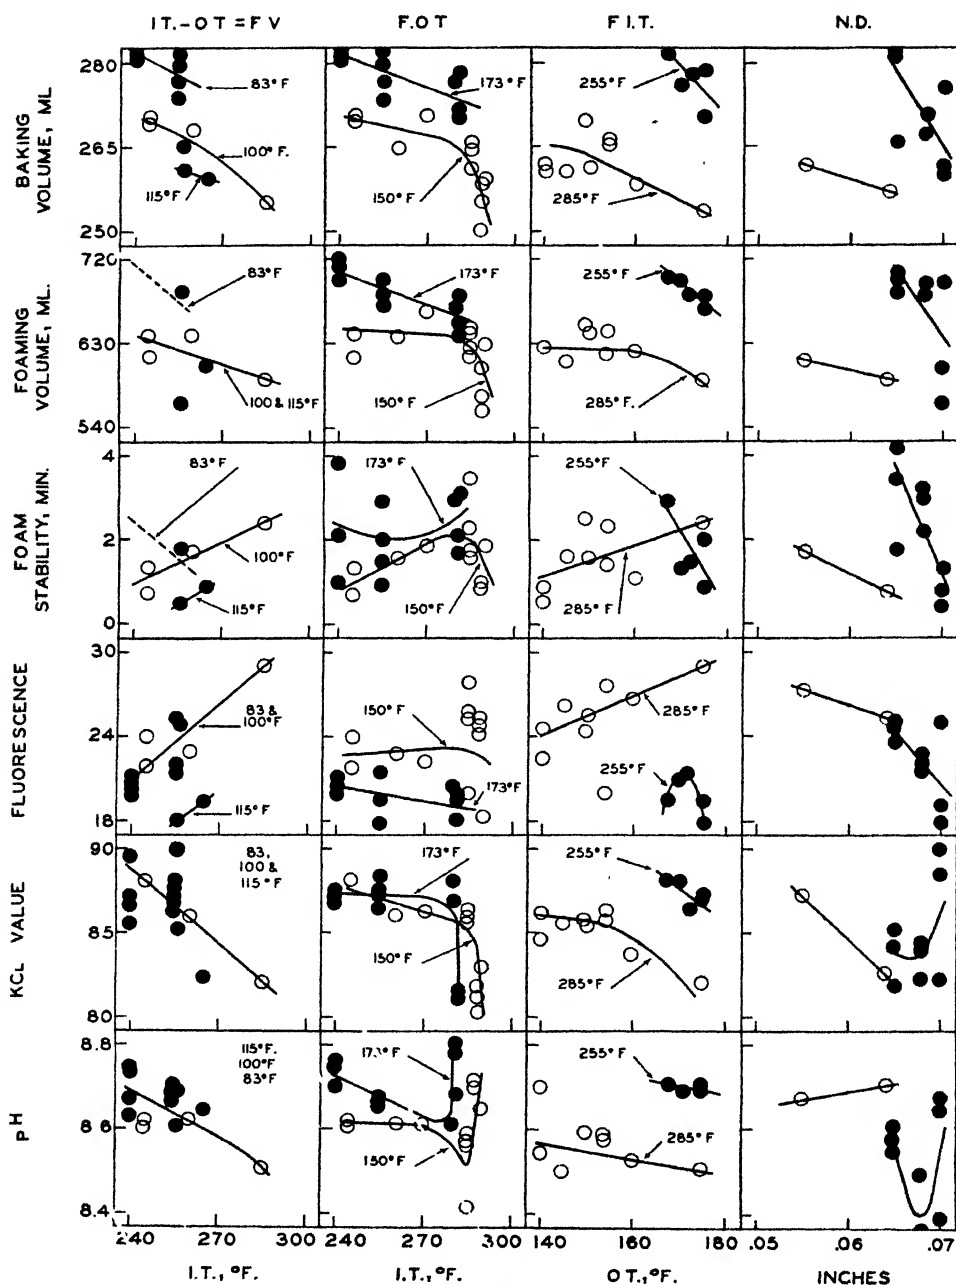 I.T.-OT = F V F.O T F I.T. N.D.
BAKING VOLUME, ML
280
265
250
83°F
100°F.
115°F
173°F
150°F
255°F
285°F
FOAMING VOLUME, ML.
720
630
540
83°F
100 & 115°F
173°F
150°F
255°F
285°F.
FOAM STABILITY, MIN.
4
2
0
83°F
100°F
115°F
173°F
150°F
255°F
285°F
FLUORESCENCE
30
24
18
83 &
100°F
115°F
150°F
173°F
285°F
255°F
KCL VALUE
90
85
80
83,
100 &
115°F
173°F
150°F
255°F
285°F
pH
8.8
8.6
8.4
115°F.
100°F
83°F
173°F
150°F
255°F
285°F
240 270 300 240 270 300 140 160 180 .05 .06 .07
I.T., °F. I.T., °F. O T., °F. INCHES